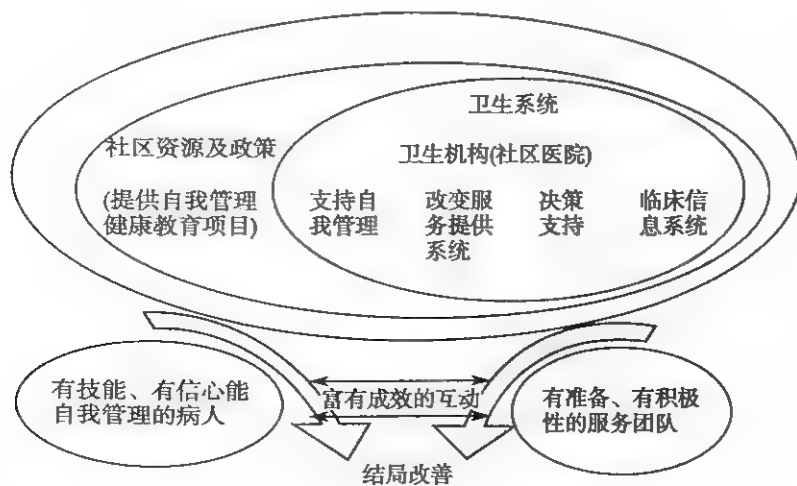 卫生系统
社区资源及政策
卫生机构(社区医院)
(提供自我管理
健康教育项目)
支持自
我管理
改变服
务提供
系统
决策
支持
临床信
息系统
有技能、有信心能
自我管理的病人
富有成效的互动
有准备、有积极
性的服务团队
结局改善